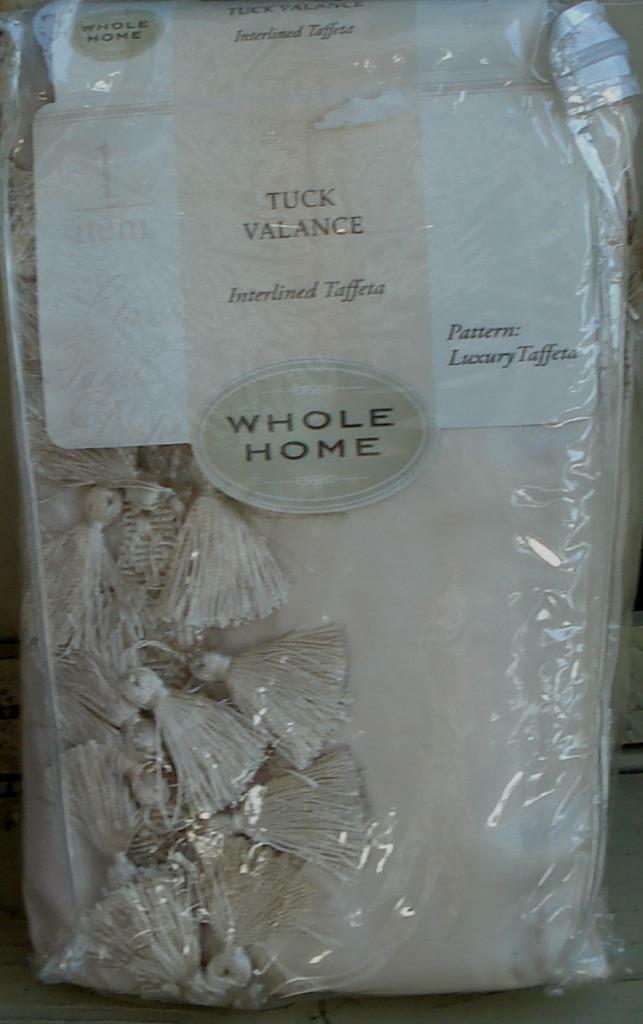 WHOLE
HOME
TUCK VALANCE
Interlined Taffeta
1
item
TUCK
VALANCE
Interlined Taffeta
Pattern:
Luxury Taffeta
WHOLE
HOME